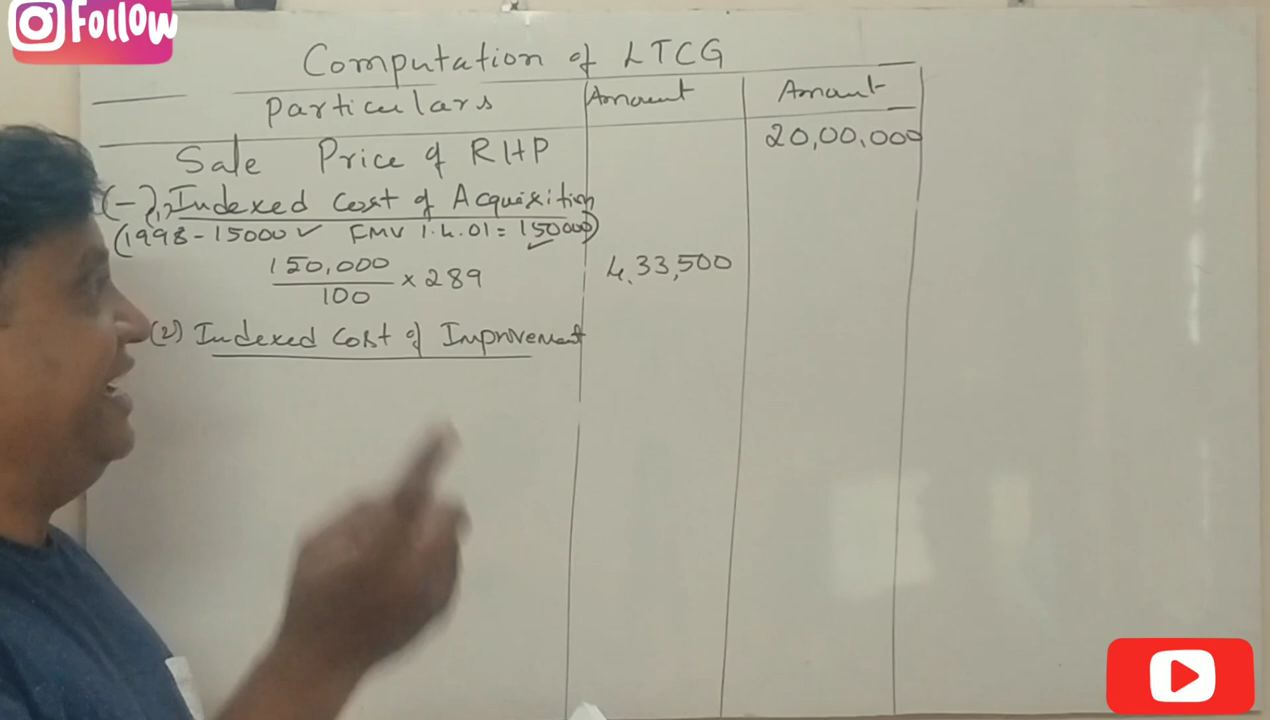 Follow
Computation of LTCG
Particulars Amount Amount
Sale Price of RHP 20,00,000
(-) 1, Indexed Cost of Acquisition
(1998-15000 ✓ FMV 1.4.01 = 150000)
150,000
100
× 289 4,33,500
(2) Indexed Cost of Improvement